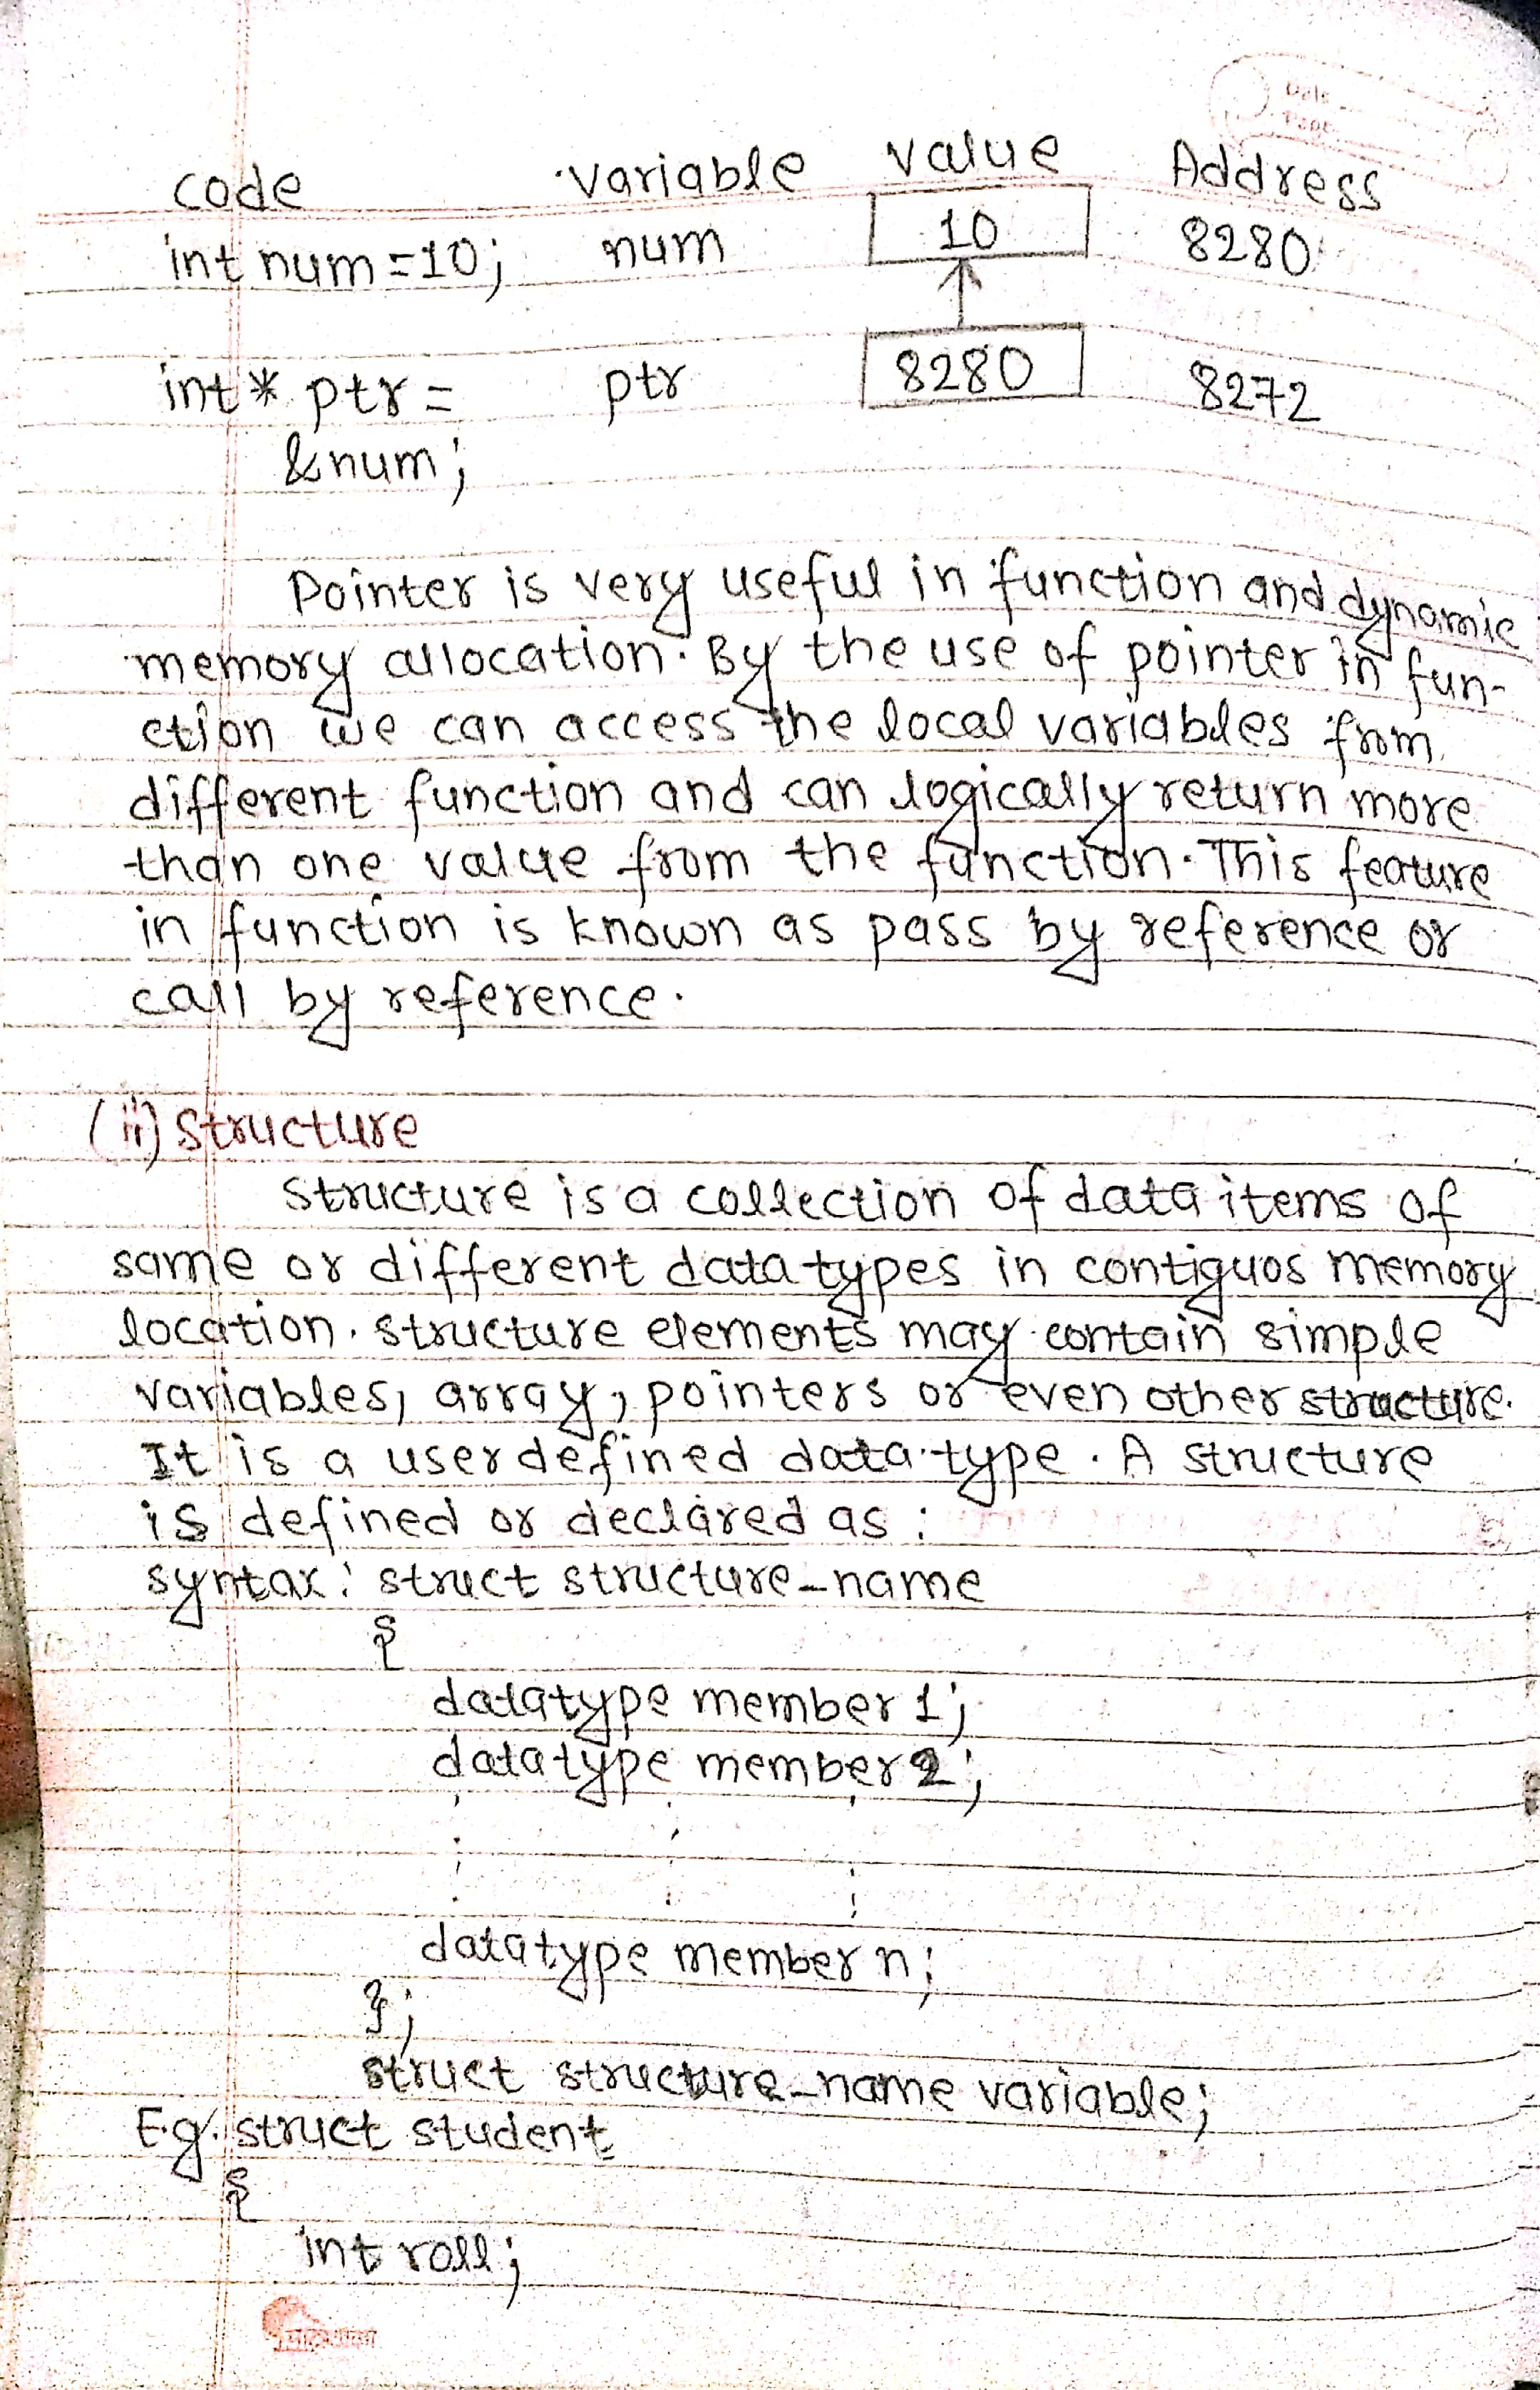 Date
Page
code variable value Address
int num=10; num 10 8280
int* ptr= ptr 8280 8272
&num;
Pointer is very useful in function and dynamic
memory allocation. By the use of pointer in fun-
ction we can access the local variables from
different function and can logically return more
than one value from the function. This feature
in function is known as pass by reference or
call by reference.
(ii) structure
structure is a collection of data items of
same or different data types in contiguos memory
location. structure elements may contain simple
variables, array, pointers or even other structure.
It is a user defined data type. A structure
is defined or declared as:
syntax: struct structure_name
{
datatype member 1;
datatype member 2;
datatype member n;
};
struct structure_name variable;
E.g. struct student
{
int roll;